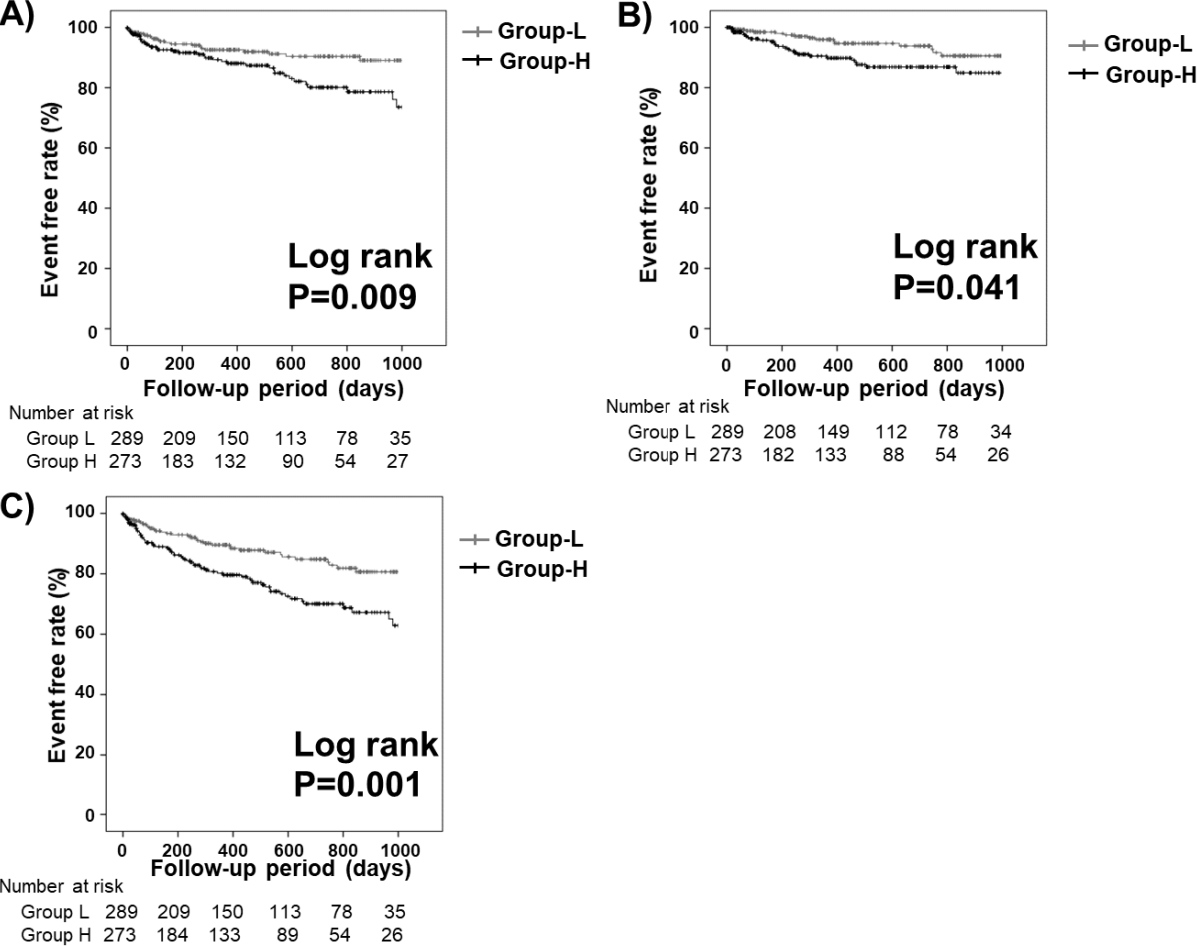 A)
100
80
60
40
20
0
Event free rate (%)
Group-L
Group-H
Log rank
P=0.009
0 200 400 600 800 1000
Follow-up period (days)
Number at risk
Group L 289 209 150 113 78 35
Group H 273 183 132 90 54 27
B)
100
80
60
40
20
0
Event free rate (%)
Group-L
Group-H
Log rank
P=0.041
0 200 400 600 800 1000
Follow-up period (days)
Number at risk
Group L 289 208 149 112 78 34
Group H 273 182 133 88 54 26
C)
100
80
60
40
20
0
Event free rate (%)
Group-L
Group-H
Log rank
P=0.001
0 200 400 600 800 1000
Follow-up period (days)
Number at risk
Group L 289 209 150 113 78 35
Group H 273 184 133 89 54 26